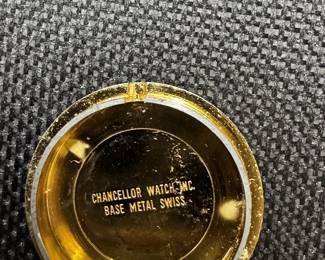 CHANCELLOR WATCH, INC.
BASE METAL SWISS